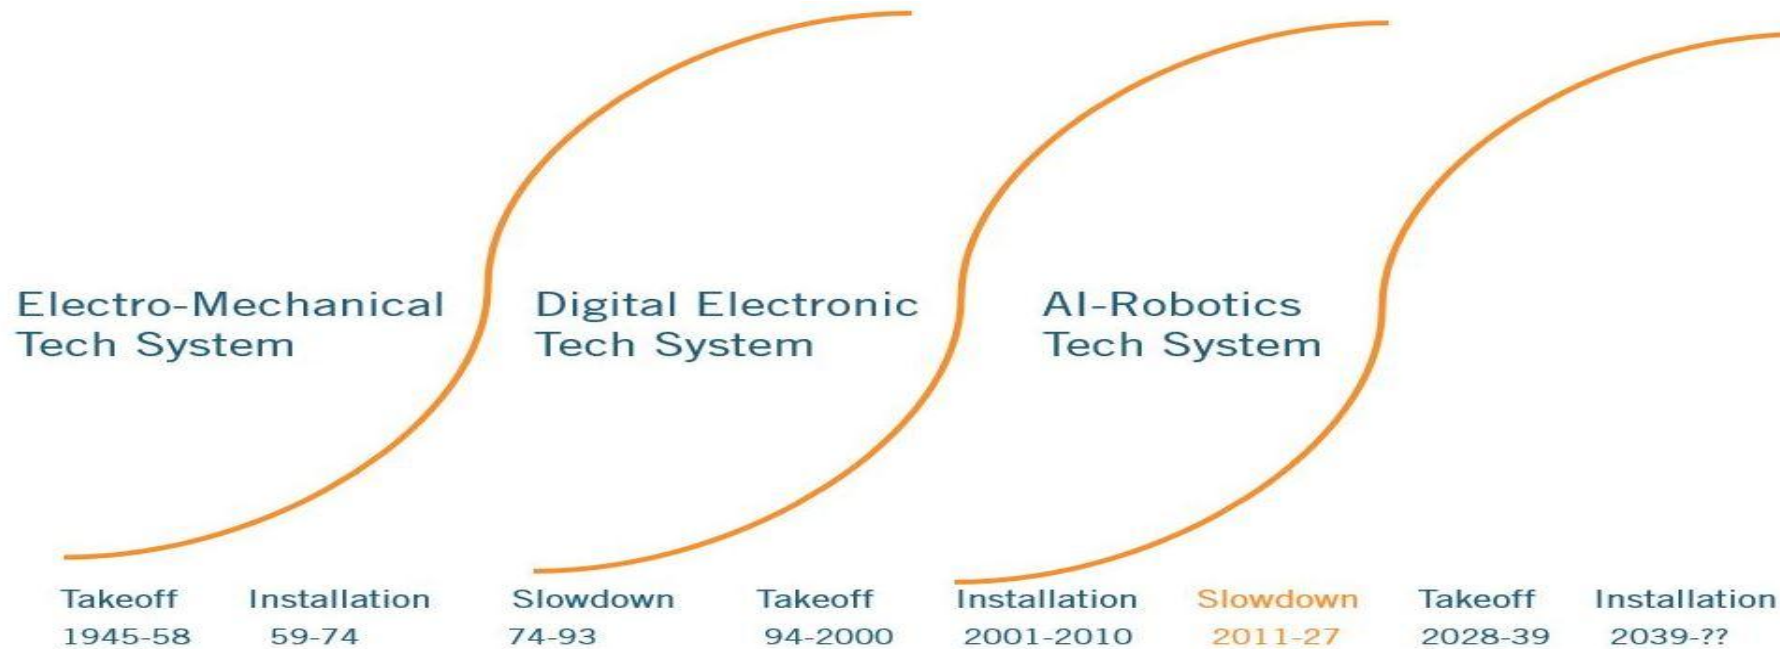 Electro-Mechanical
Tech System
Digital Electronic
Tech System
AI-Robotics
Tech System
Takeoff Installation Slowdown Takeoff Installation Slowdown Takeoff Installation
1945-58 59-74 74-93 94-2000 2001-2010 2011-27 2028-39 2039-??